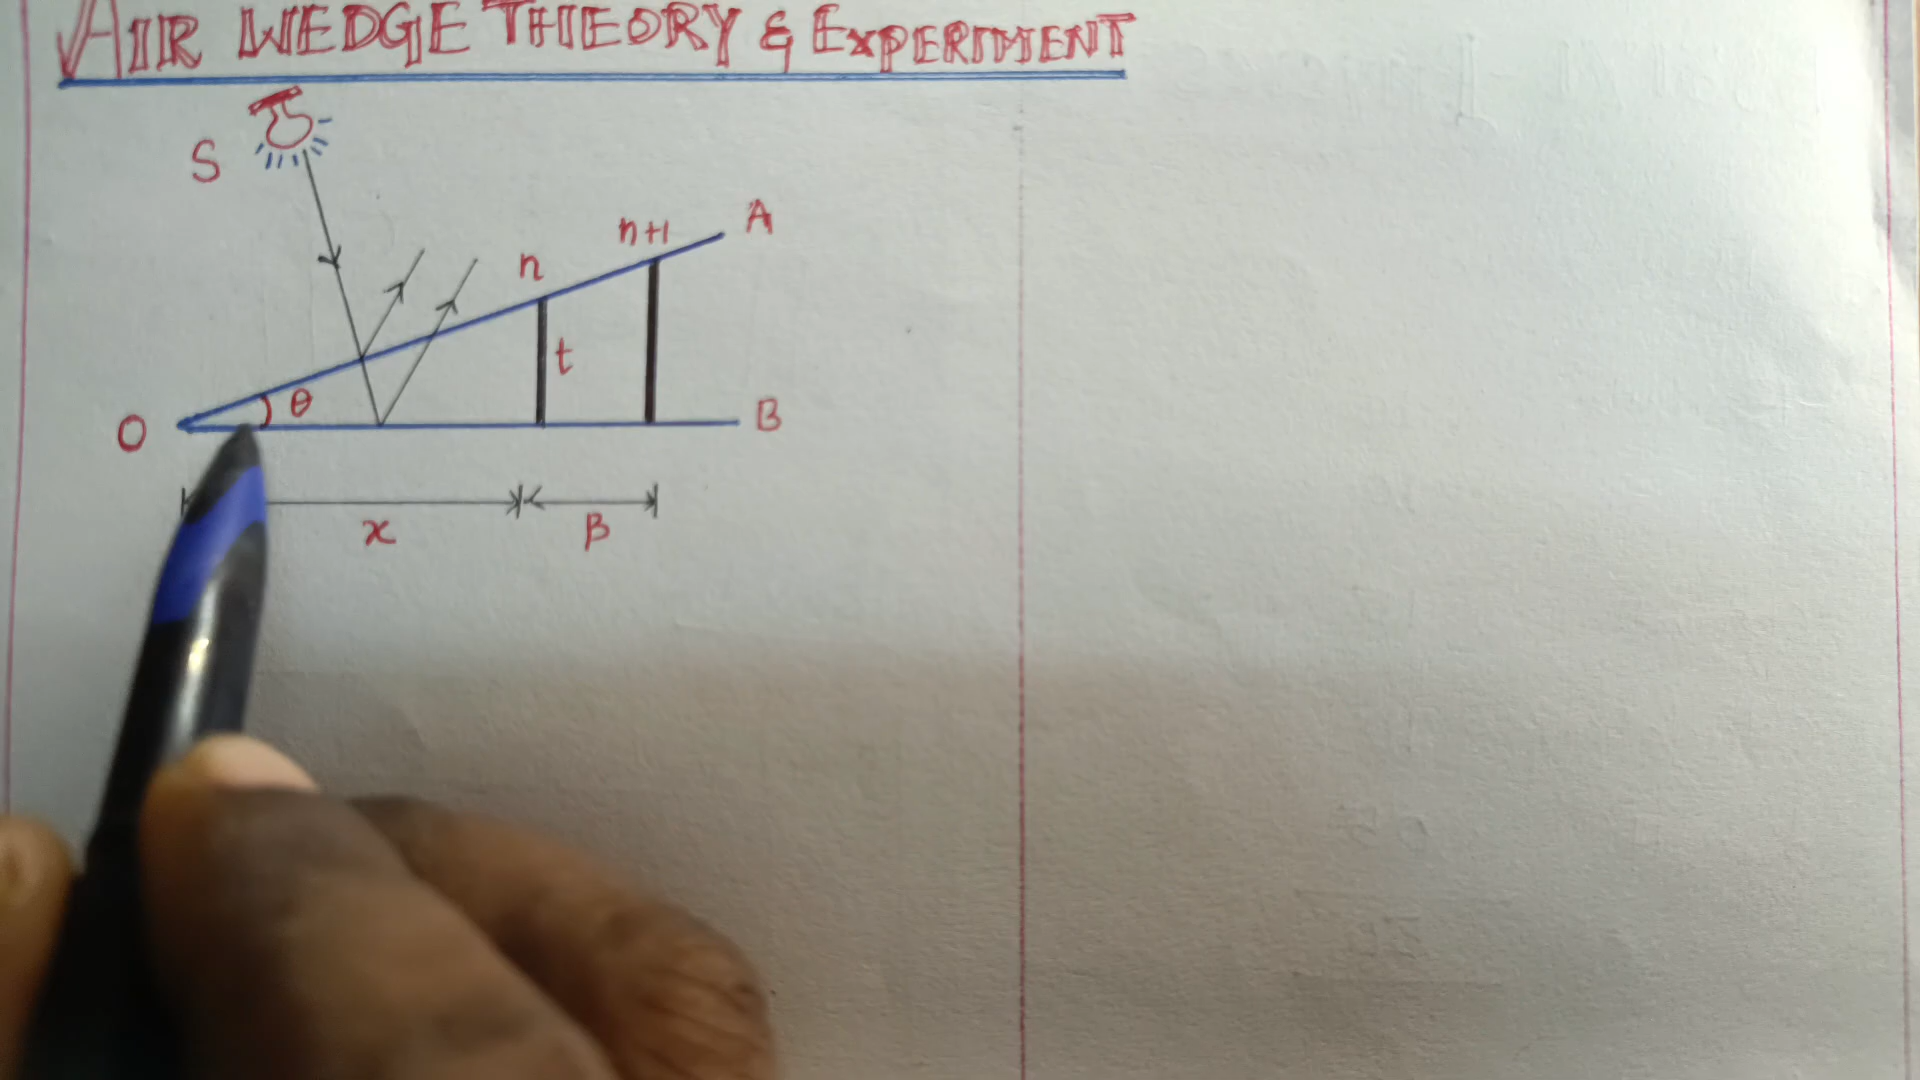 AIR WEDGE THEORY & EXPERIMENT
S
A
n+1
n
t
θ
O
B
x
β